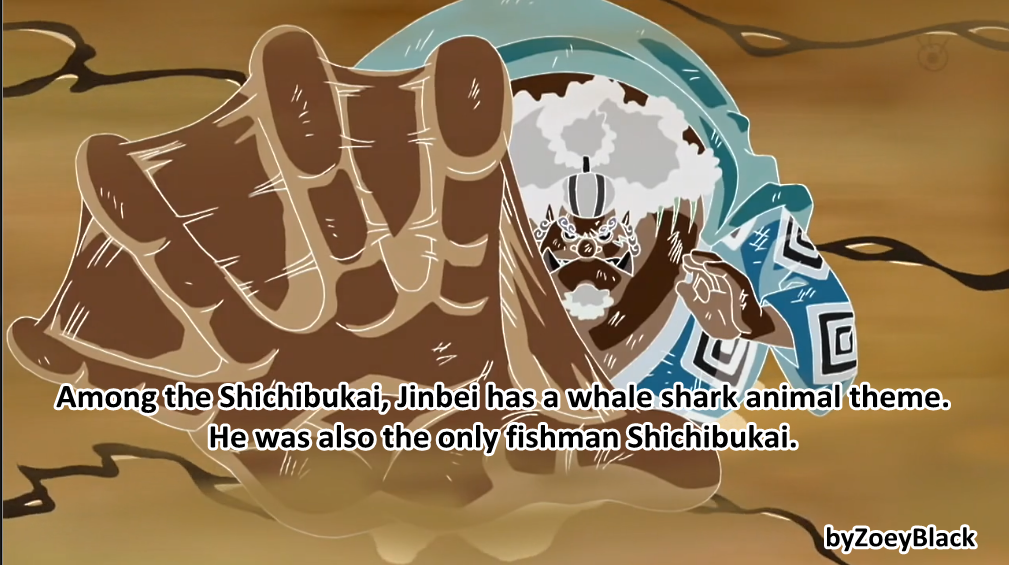 Among the Shichibukai, Jinbei has a whale shark animal theme.
He was also the only fishman Shichibukai.
byZoeyBlack